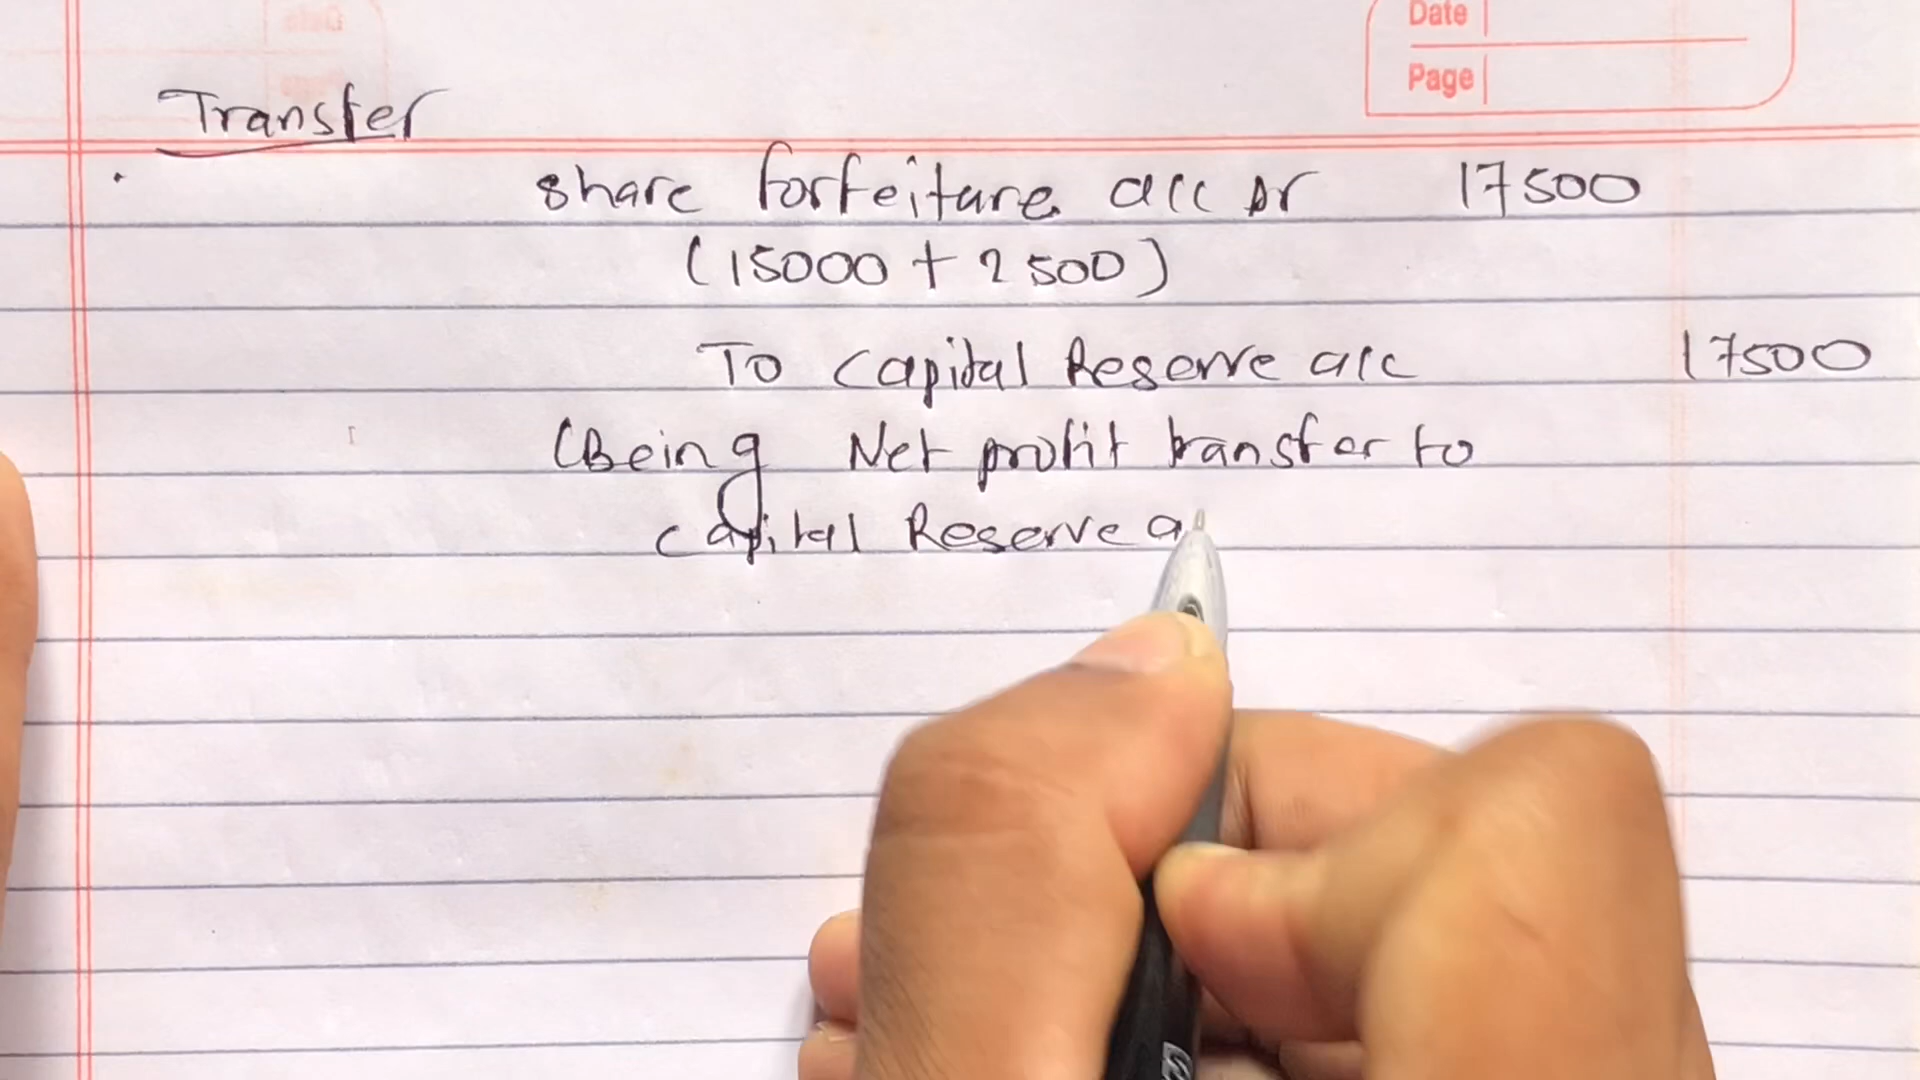 Date
Page
Transfer
share forfeiture a/c Dr 17500
(15000 + 2500)
To Capital Reserve a/c 17500
(Being Net profit transfer to
capital Reserve a